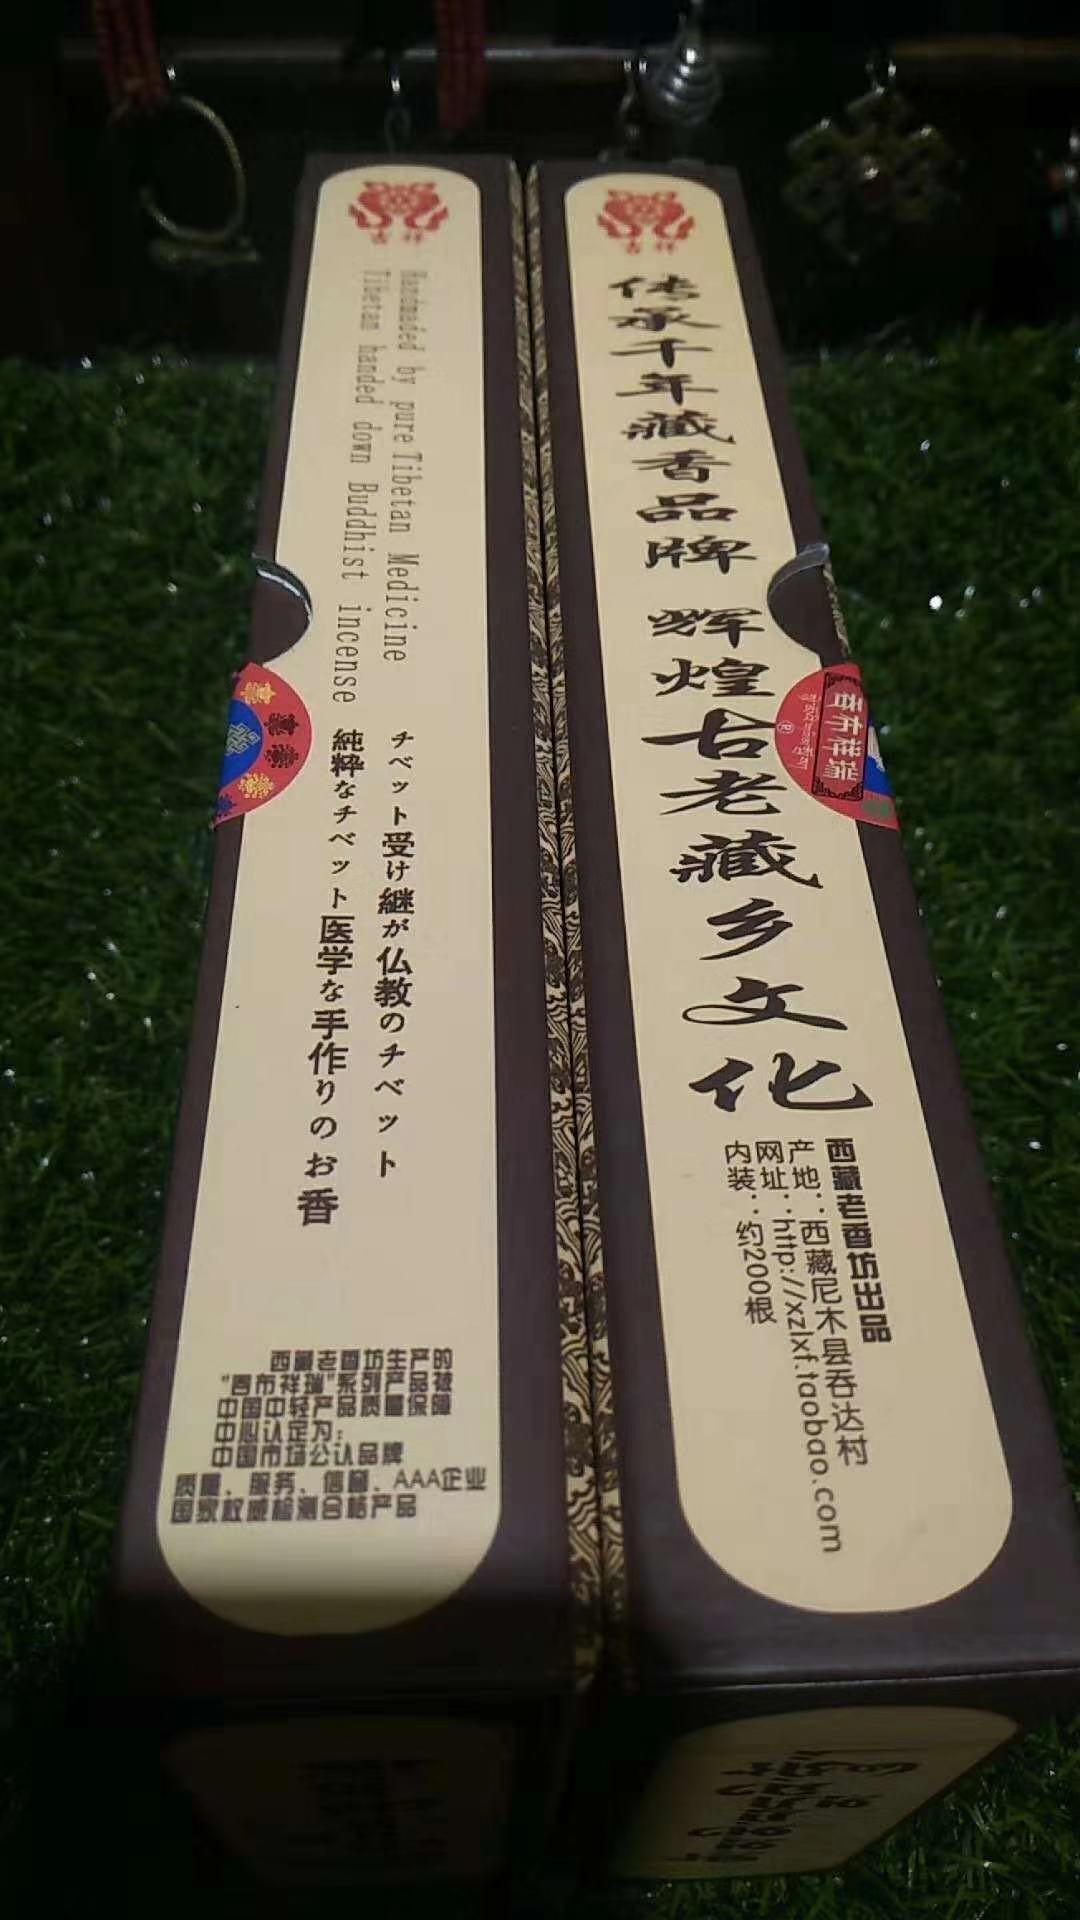 吉祥
Handmaded by pure Tibetan Medicine
Tibetan handed down Buddhist incense
チベット受け継が仏教のチベット
純粋なチベット医学な手作りのお香
西藏老香坊生产的
"吞布祥瑞"系列产品被
中国中轻产品质量保障
中心认定为：
中国市场公认品牌
质量、服务、信誉、AAA企业
国家权威检测合格产品
吉祥
传承千年藏香品牌 辉煌古老藏乡文化
西藏老香坊出品
产地：西藏尼木县吞达村
网址：http://xzlxf.taobao.com
内装：约200根
吞布祥瑞